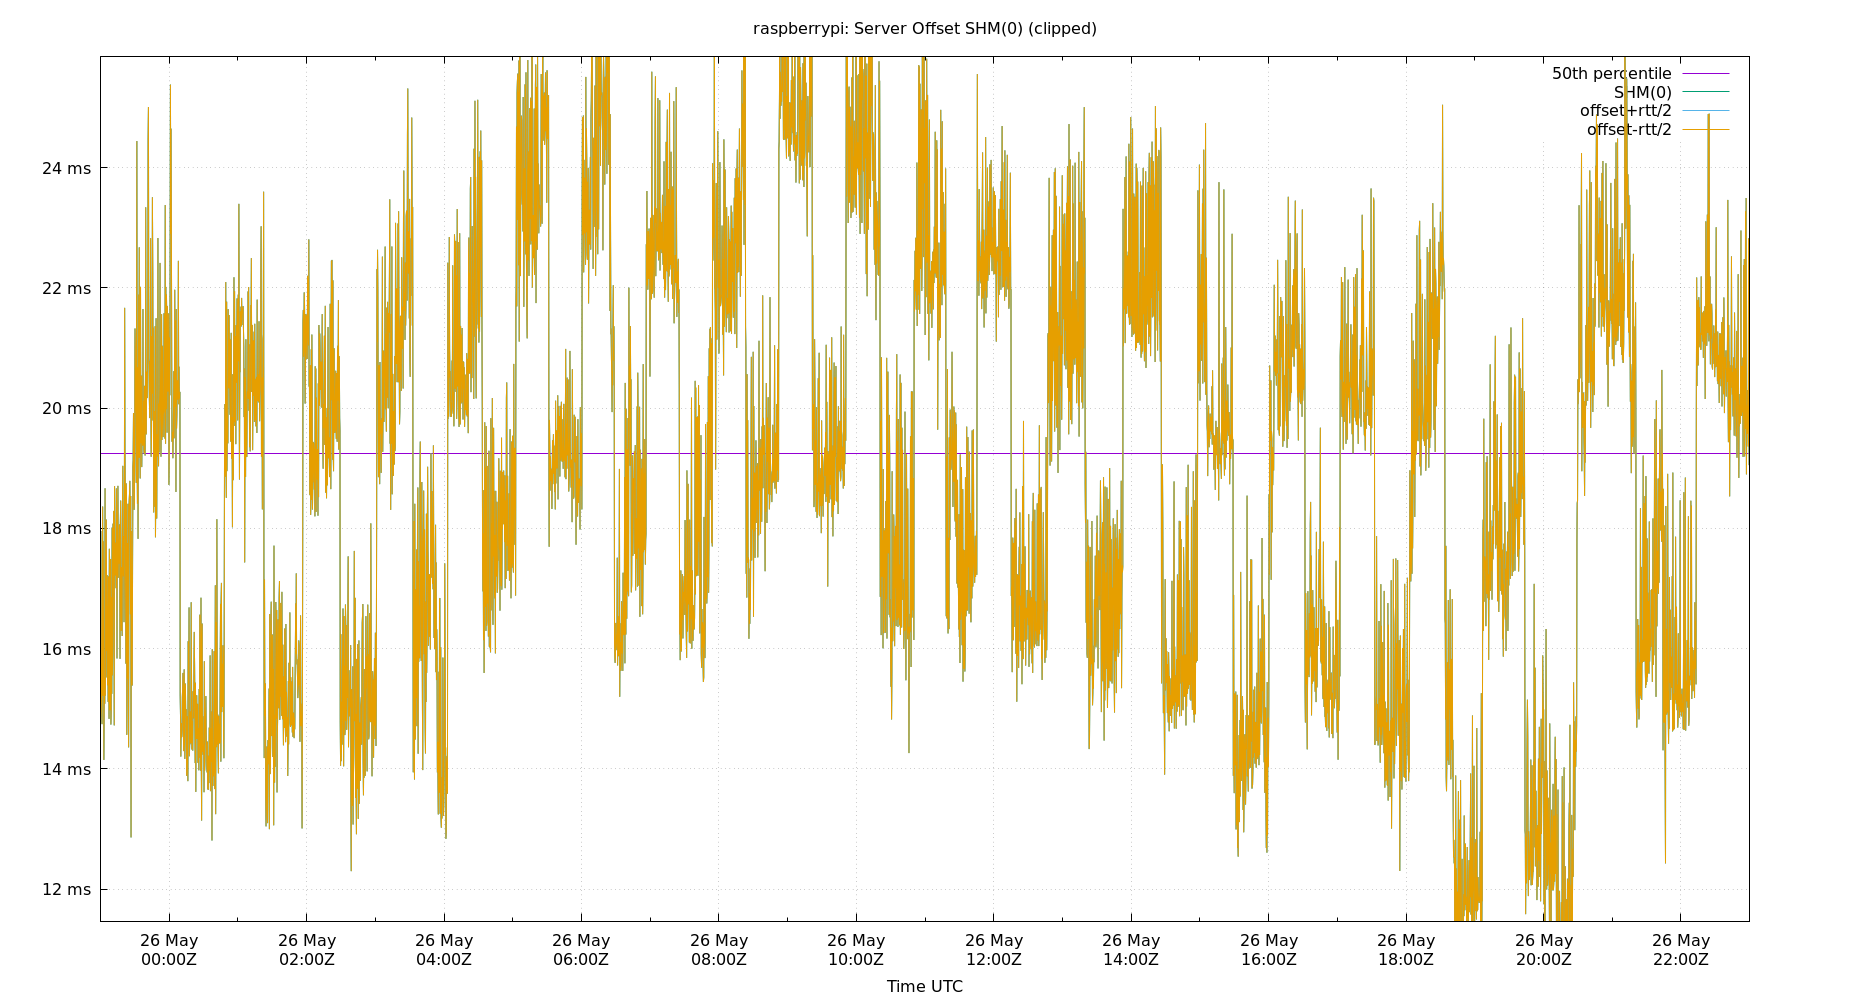 raspberrypi: Server Offset SHM(0) (clipped)
50th percentile
SHM(0)
offset+rtt/2
offset-rtt/2
24 ms
22 ms
20 ms
18 ms
16 ms
14 ms
12 ms
26 May 26 May 26 May 26 May 26 May 26 May 26 May 26 May 26 May 26 May 26 May 26 May
00:00Z 02:00Z 04:00Z 06:00Z 08:00Z 10:00Z 12:00Z 14:00Z 16:00Z 18:00Z 20:00Z 22:00Z
Time UTC